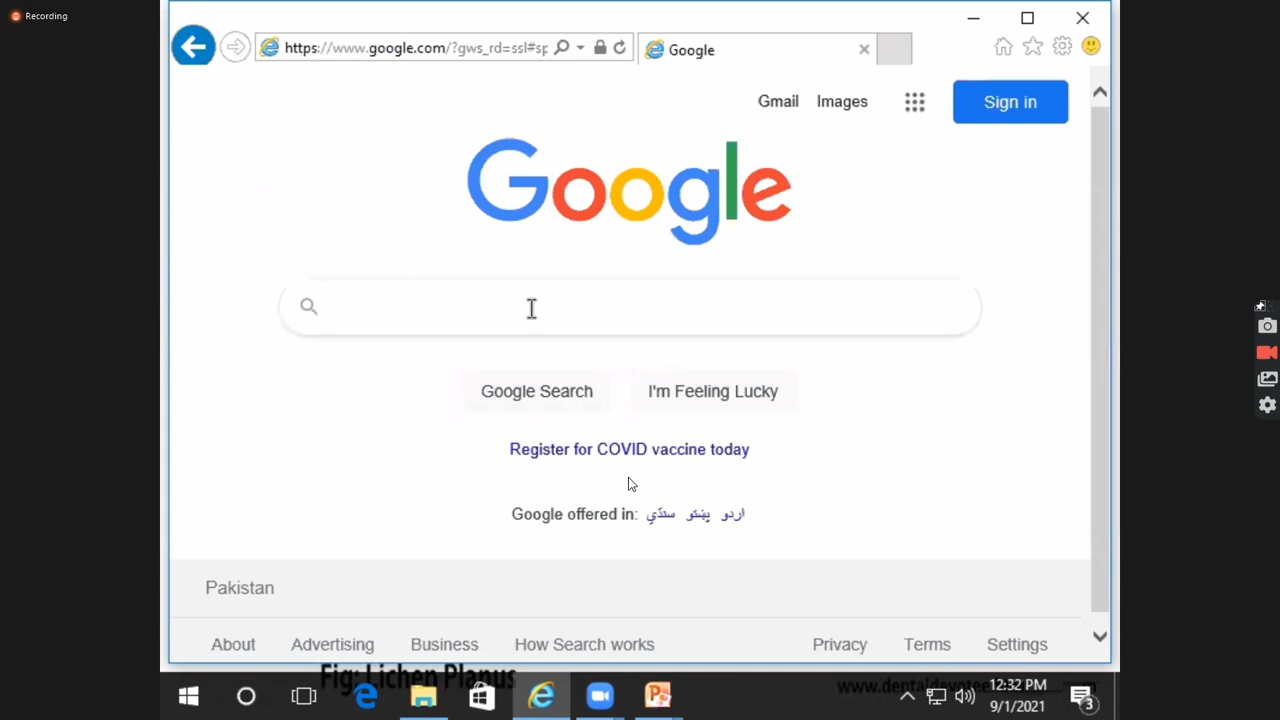 Recording
https://www.google.com/?gws_rd=ssl#sp
Google
Gmail Images
Sign in
Google
Google Search
I'm Feeling Lucky
Register for COVID vaccine today
Google offered in: اردو پښتو سنڌي
Pakistan
About Advertising Business How Search works Privacy Terms Settings
Fig: Lichen Planus
12:32 PM
9/1/2021
3